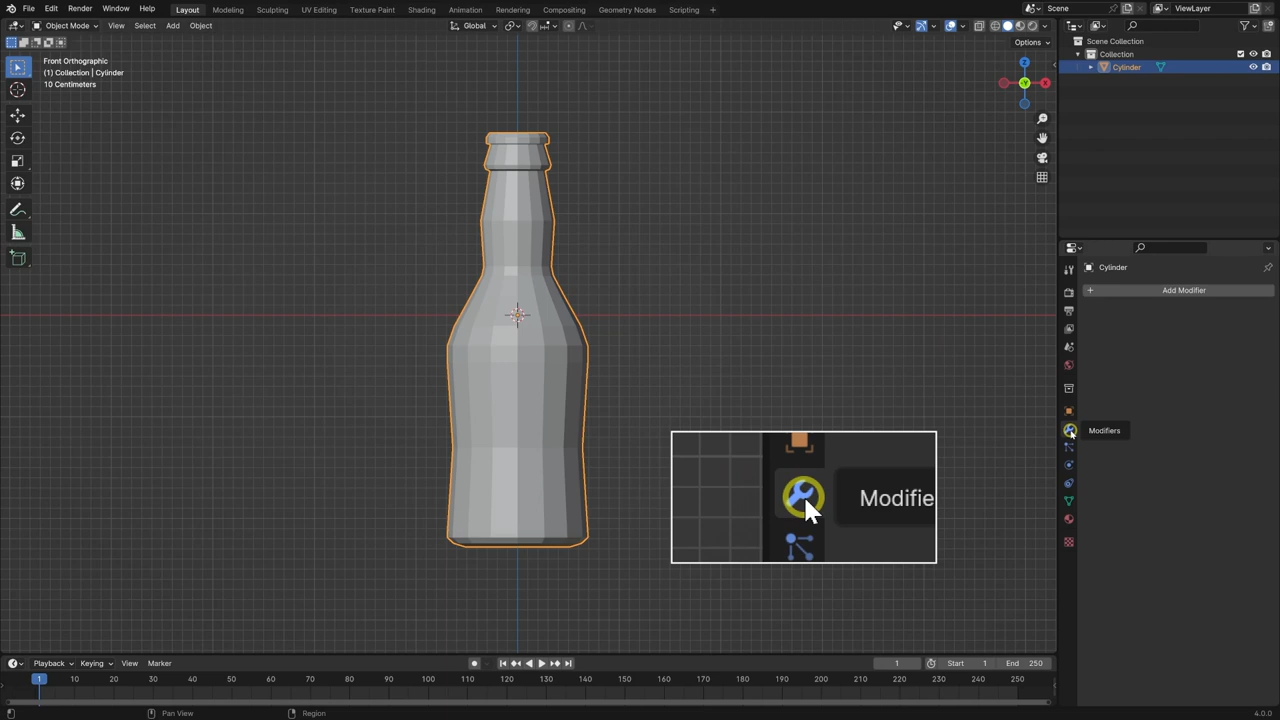 File Edit Render Window Help Layout Modeling Sculpting UV Editing Texture Paint Shading Animation Rendering Compositing Geometry Nodes Scripting + Scene ViewLayer
Object Mode View Select Add Object Global
Options
Front Orthographic
(1) Collection | Cylinder
10 Centimeters
Z
Y
X
Scene Collection
Collection
Cylinder
Cylinder
+ Add Modifier
Modifiers
Modifie
Playback Keying View Marker 1 Start 1 End 250
1 10 20 30 40 50 60 70 80 90 100 110 120 130 140 150 160 170 180 190 200 210 220 230 240 250
Pan View Region 4.0.0